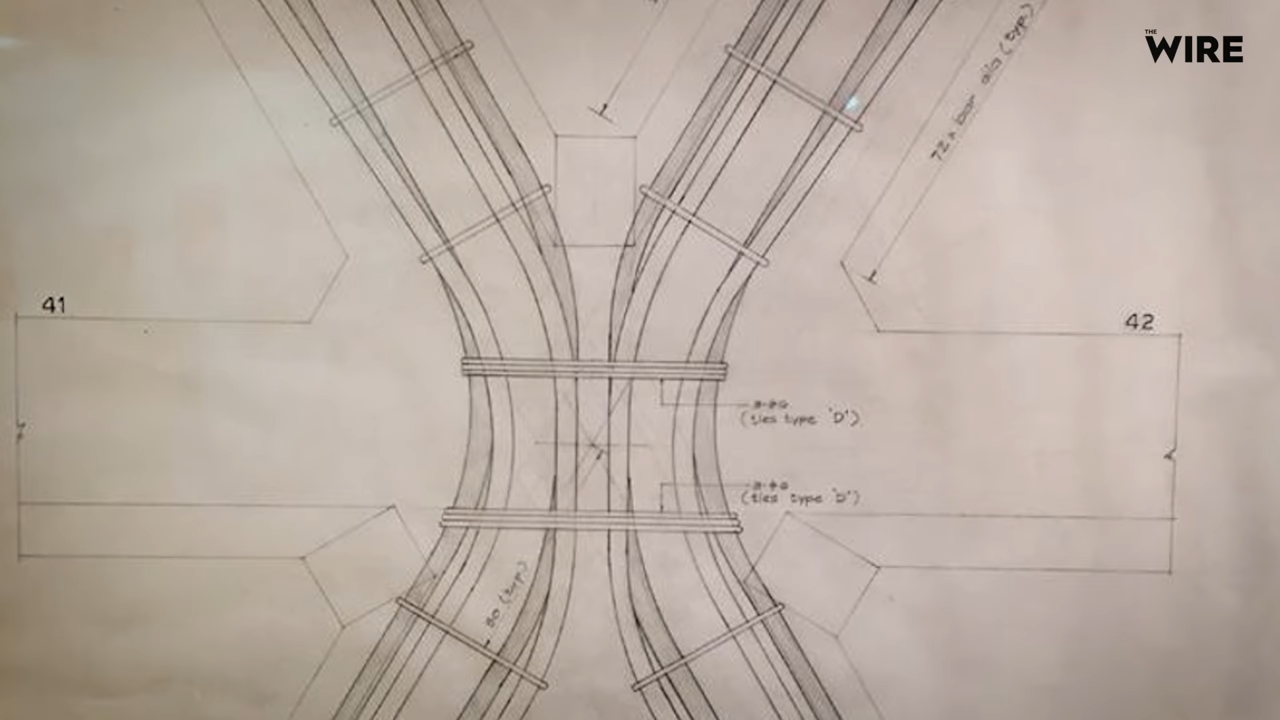 THE
WIRE
72 x bar dia (typ.)
41
42
(ties type 'D')
(ties type 'D')
80 (typ.)